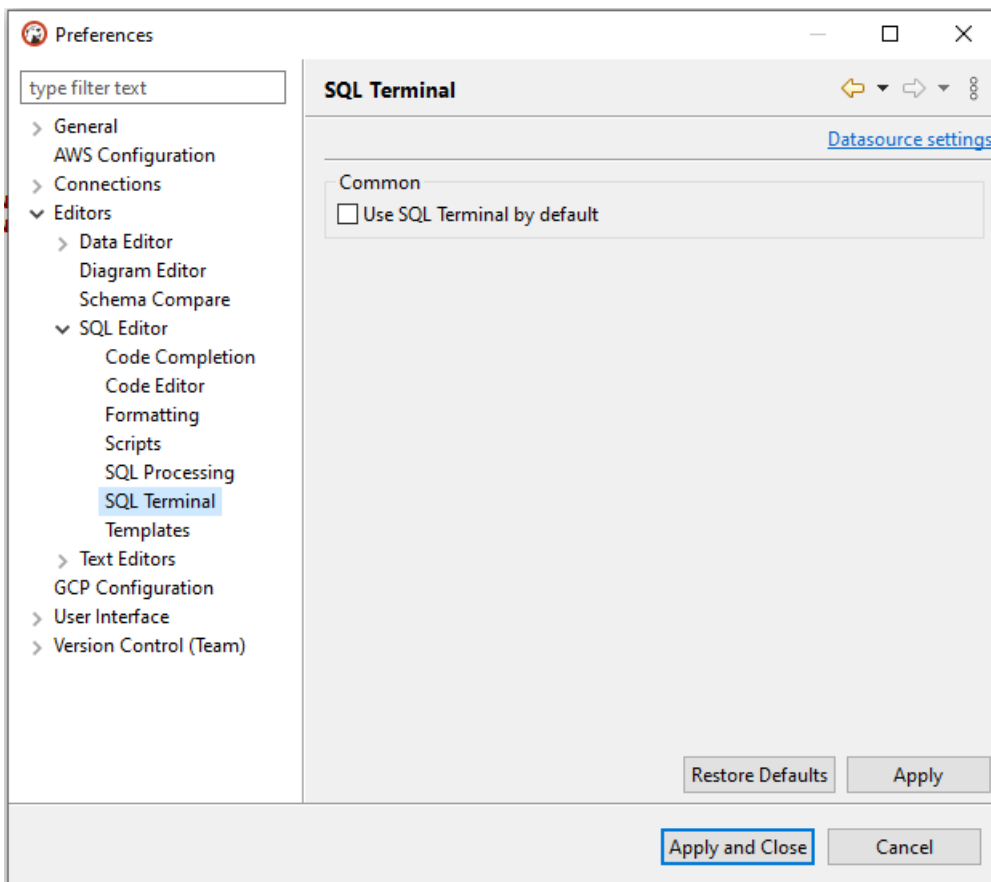 Preferences
type filter text
General
AWS Configuration
Connections
Editors
Data Editor
Diagram Editor
Schema Compare
SQL Editor
Code Completion
Code Editor
Formatting
Scripts
SQL Processing
SQL Terminal
Templates
Text Editors
GCP Configuration
User Interface
Version Control (Team)
SQL Terminal
Datasource settings
Common
Use SQL Terminal by default
Restore Defaults
Apply
Apply and Close
Cancel